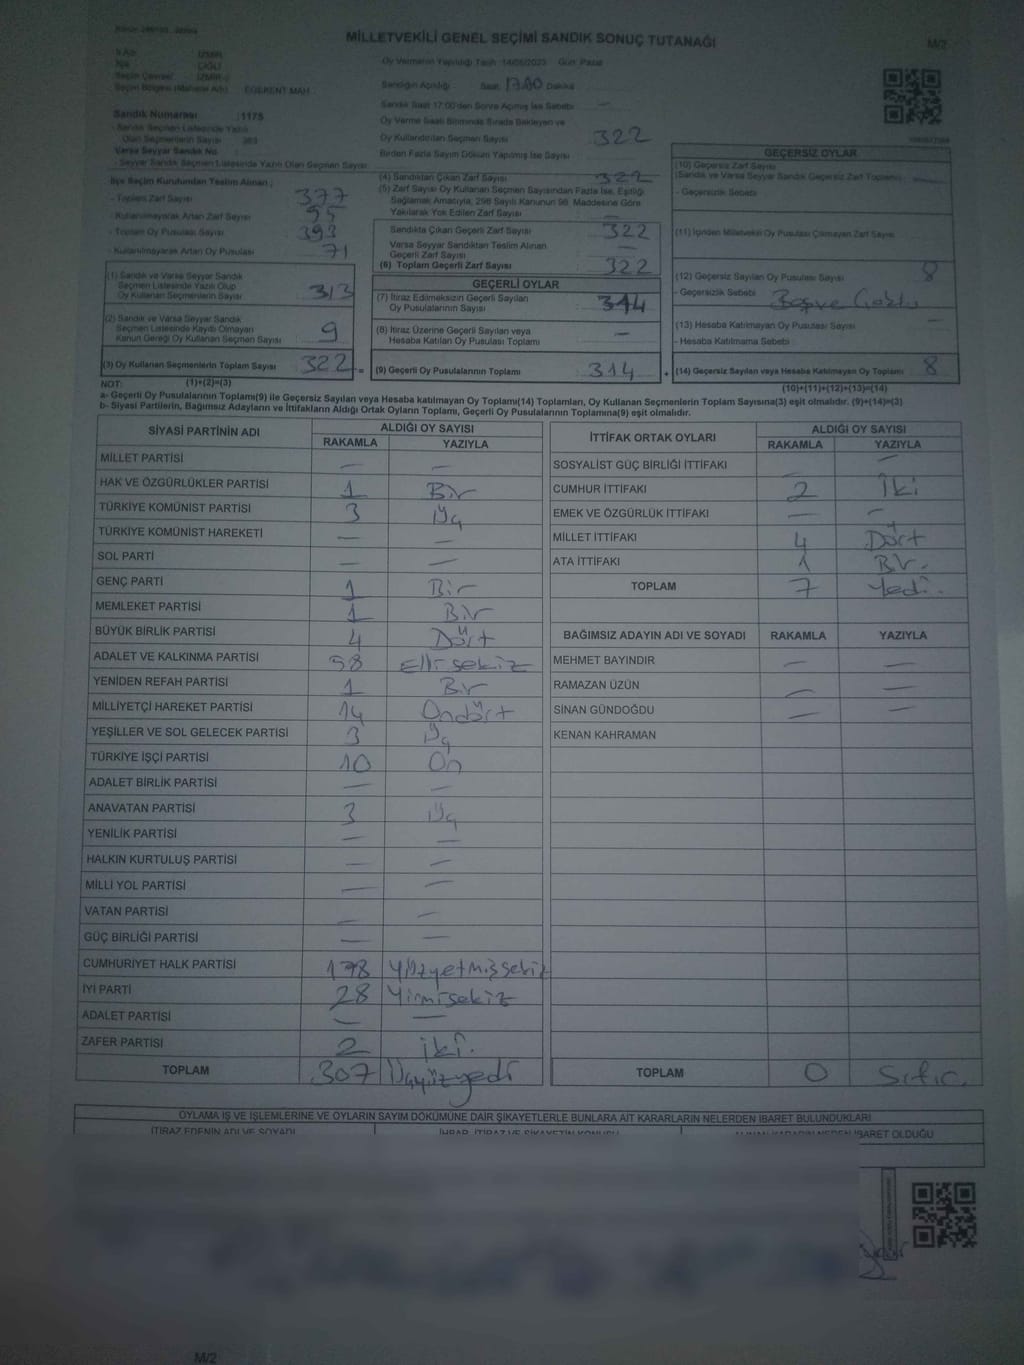 MİLLETVEKİLİ GENEL SEÇİMİ SANDIK SONUÇ TUTANAĞI
M/2
İli Adı : İZMİR
İlçe : ÇİĞLİ
Seçim Çevresi : İZMİR-2
Seçim Bölgesi (Mahalle Adı) : EGEKENT MAH.
Oy Vermenin Yapıldığı Tarih : 14/05/2023 Gün: Pazar
Sandığın Açıldığı : Saat: 17.00 Dakika
Sandık Saat 17:00'den Sonra Açılmış İse Sebebi : —
Oy Verme Saati Bitiminde Sırada Bekleyen ve
Oy Kullandırılan Seçmen Sayısı 322
Birden Fazla Sayım Döküm Yapılmış İse Sayısı :
Sandık Numarası : 1175
- Sandık Seçmen Listesinde Yazılı
Olan Seçmenlerin Sayısı : 363
Varsa Seyyar Sandık No :
- Seyyar Sandık Seçmen Listesinde Yazılı Olan Seçmen Sayısı:
İlçe Seçim Kurulundan Teslim Alınan ;
- Toplam Zarf Sayısı 377
- Kullanılmayarak Artan Zarf Sayısı 55
- Toplam Oy Pusulası Sayısı 393
- Kullanılmayarak Artan Oy Pusulası 71
(1) Sandık ve Varsa Seyyar Sandık
Seçmen Listesinde Yazılı Olup
Oy Kullanan Seçmenlerin Sayısı 313
(2) Sandık ve Varsa Seyyar Sandık
Seçmen Listesinde Kayıtlı Olmayan
Kanun Gereği Oy Kullanan Seçmen Sayısı 9
(3) Oy Kullanan Seçmenlerin Toplam Sayısı 322 =
(4) Sandıktan Çıkan Zarf Sayısı 322
(5) Zarf Sayısı Oy Kullanan Seçmen Sayısından Fazla İse, Eşitliği
Sağlamak Amacıyla, 298 Sayılı Kanunun 98. Maddesine Göre
Yakılarak Yok Edilen Zarf Sayısı —
Sandıkta Çıkan Geçerli Zarf Sayısı 322
Varsa Seyyar Sandıktan Teslim Alınan
Geçerli Zarf Sayısı —
(6) Toplam Geçerli Zarf Sayısı 322
GEÇERLİ OYLAR
(7) İtiraz Edilmeksizin Geçerli Sayılan
Oy Pusulalarının Sayısı 314
(8) İtiraz Üzerine Geçerli Sayılan veya
Hesaba Katılan Oy Pusulası Toplamı —
(9) Geçerli Oy Pusulalarının Toplamı 314 +
GEÇERSİZ OYLAR
(10) Geçersiz Zarf Sayısı
(Sandık ve Varsa Seyyar Sandık Geçersiz Zarf Toplamı) —
- Geçersizlik Sebebi :
(11) İçinden Milletvekili Oy Pusulası Çıkmayan Zarf Sayısı
(12) Geçersiz Sayılan Oy Pusulası Sayısı 8
- Geçersizlik Sebebi : Boş ve Çoklu
(13) Hesaba Katılmayan Oy Pusulası Sayısı —
- Hesaba Katılmama Sebebi :
(14) Geçersiz Sayılan veya Hesaba Katılmayan Oy Toplamı 8
NOT: (1)+(2)=(3) (10)+(11)+(12)+(13)=(14)
a- Geçerli Oy Pusulaları Toplamı(9) ile Geçersiz Sayılan veya Hesaba katılmayan Oy Toplamı(14) Toplamları, Oy Kullanan Seçmenlerin Toplam Sayısına(3) eşit olmalıdır. (9)+(14)=(3)
b- Siyasi Partilerin, Bağımsız Adayların ve İttifakların Aldığı Ortak Oyların Toplamı, Geçerli Oy Pusulalarının Toplamına(9) eşit olmalıdır.
SİYASİ PARTİNİN ADI ALDIĞI OY SAYISI
RAKAMLA YAZIYLA
MİLLET PARTİSİ — —
HAK VE ÖZGÜRLÜKLER PARTİSİ 1 Bir
TÜRKİYE KOMÜNİST PARTİSİ 3 Üç
TÜRKİYE KOMÜNİST HAREKETİ — —
SOL PARTİ — —
GENÇ PARTİ 1 Bir
MEMLEKET PARTİSİ 1 Bir
BÜYÜK BİRLİK PARTİSİ 4 Dört
ADALET VE KALKINMA PARTİSİ 58 Elli sekiz
YENİDEN REFAH PARTİSİ 1 Bir
MİLLİYETÇİ HAREKET PARTİSİ 14 Ondört
YEŞİLLER VE SOL GELECEK PARTİSİ 3 Üç
TÜRKİYE İŞÇİ PARTİSİ 10 On
ADALET BİRLİK PARTİSİ — —
ANAVATAN PARTİSİ 3 Üç
YENİLİK PARTİSİ — —
HALKIN KURTULUŞ PARTİSİ — —
MİLLİ YOL PARTİSİ — —
VATAN PARTİSİ — —
GÜÇ BİRLİĞİ PARTİSİ — —
CUMHURİYET HALK PARTİSİ 178 Yüzyetmişsekiz
İYİ PARTİ 28 Yirmisekiz
ADALET PARTİSİ — —
ZAFER PARTİSİ 2 iki.
TOPLAM 307 Üçyüzyedi
İTTİFAK ORTAK OYLARI ALDIĞI OY SAYISI
RAKAMLA YAZIYLA
SOSYALİST GÜÇ BİRLİĞİ İTTİFAKI —
CUMHUR İTTİFAKI 2 İki
EMEK VE ÖZGÜRLÜK İTTİFAKI — —
MİLLET İTTİFAKI 4 Dört
ATA İTTİFAKI 1 Bir.
TOPLAM 7 Yedi.
BAĞIMSIZ ADAYIN ADI VE SOYADI RAKAMLA YAZIYLA
MEHMET BAYINDIR — —
RAMAZAN ÜZÜN — —
SİNAN GÜNDOĞDU — —
KENAN KAHRAMAN
TOPLAM 0 Sıfır.
OYLAMA İŞ VE İŞLEMLERİNE VE OYLARIN SAYIM DÖKÜMÜNE DAİR ŞİKAYETLERLE BUNLARA AİT KARARLARIN NELERDEN İBARET BULUNDUKLARI
İTİRAZ EDENİN ADI VE SOYADI İHBAR, İTİRAZ VE ŞİKAYETİN KONUSU ALINAN KARARIN NEDEN İBARET OLDUĞU
M/2